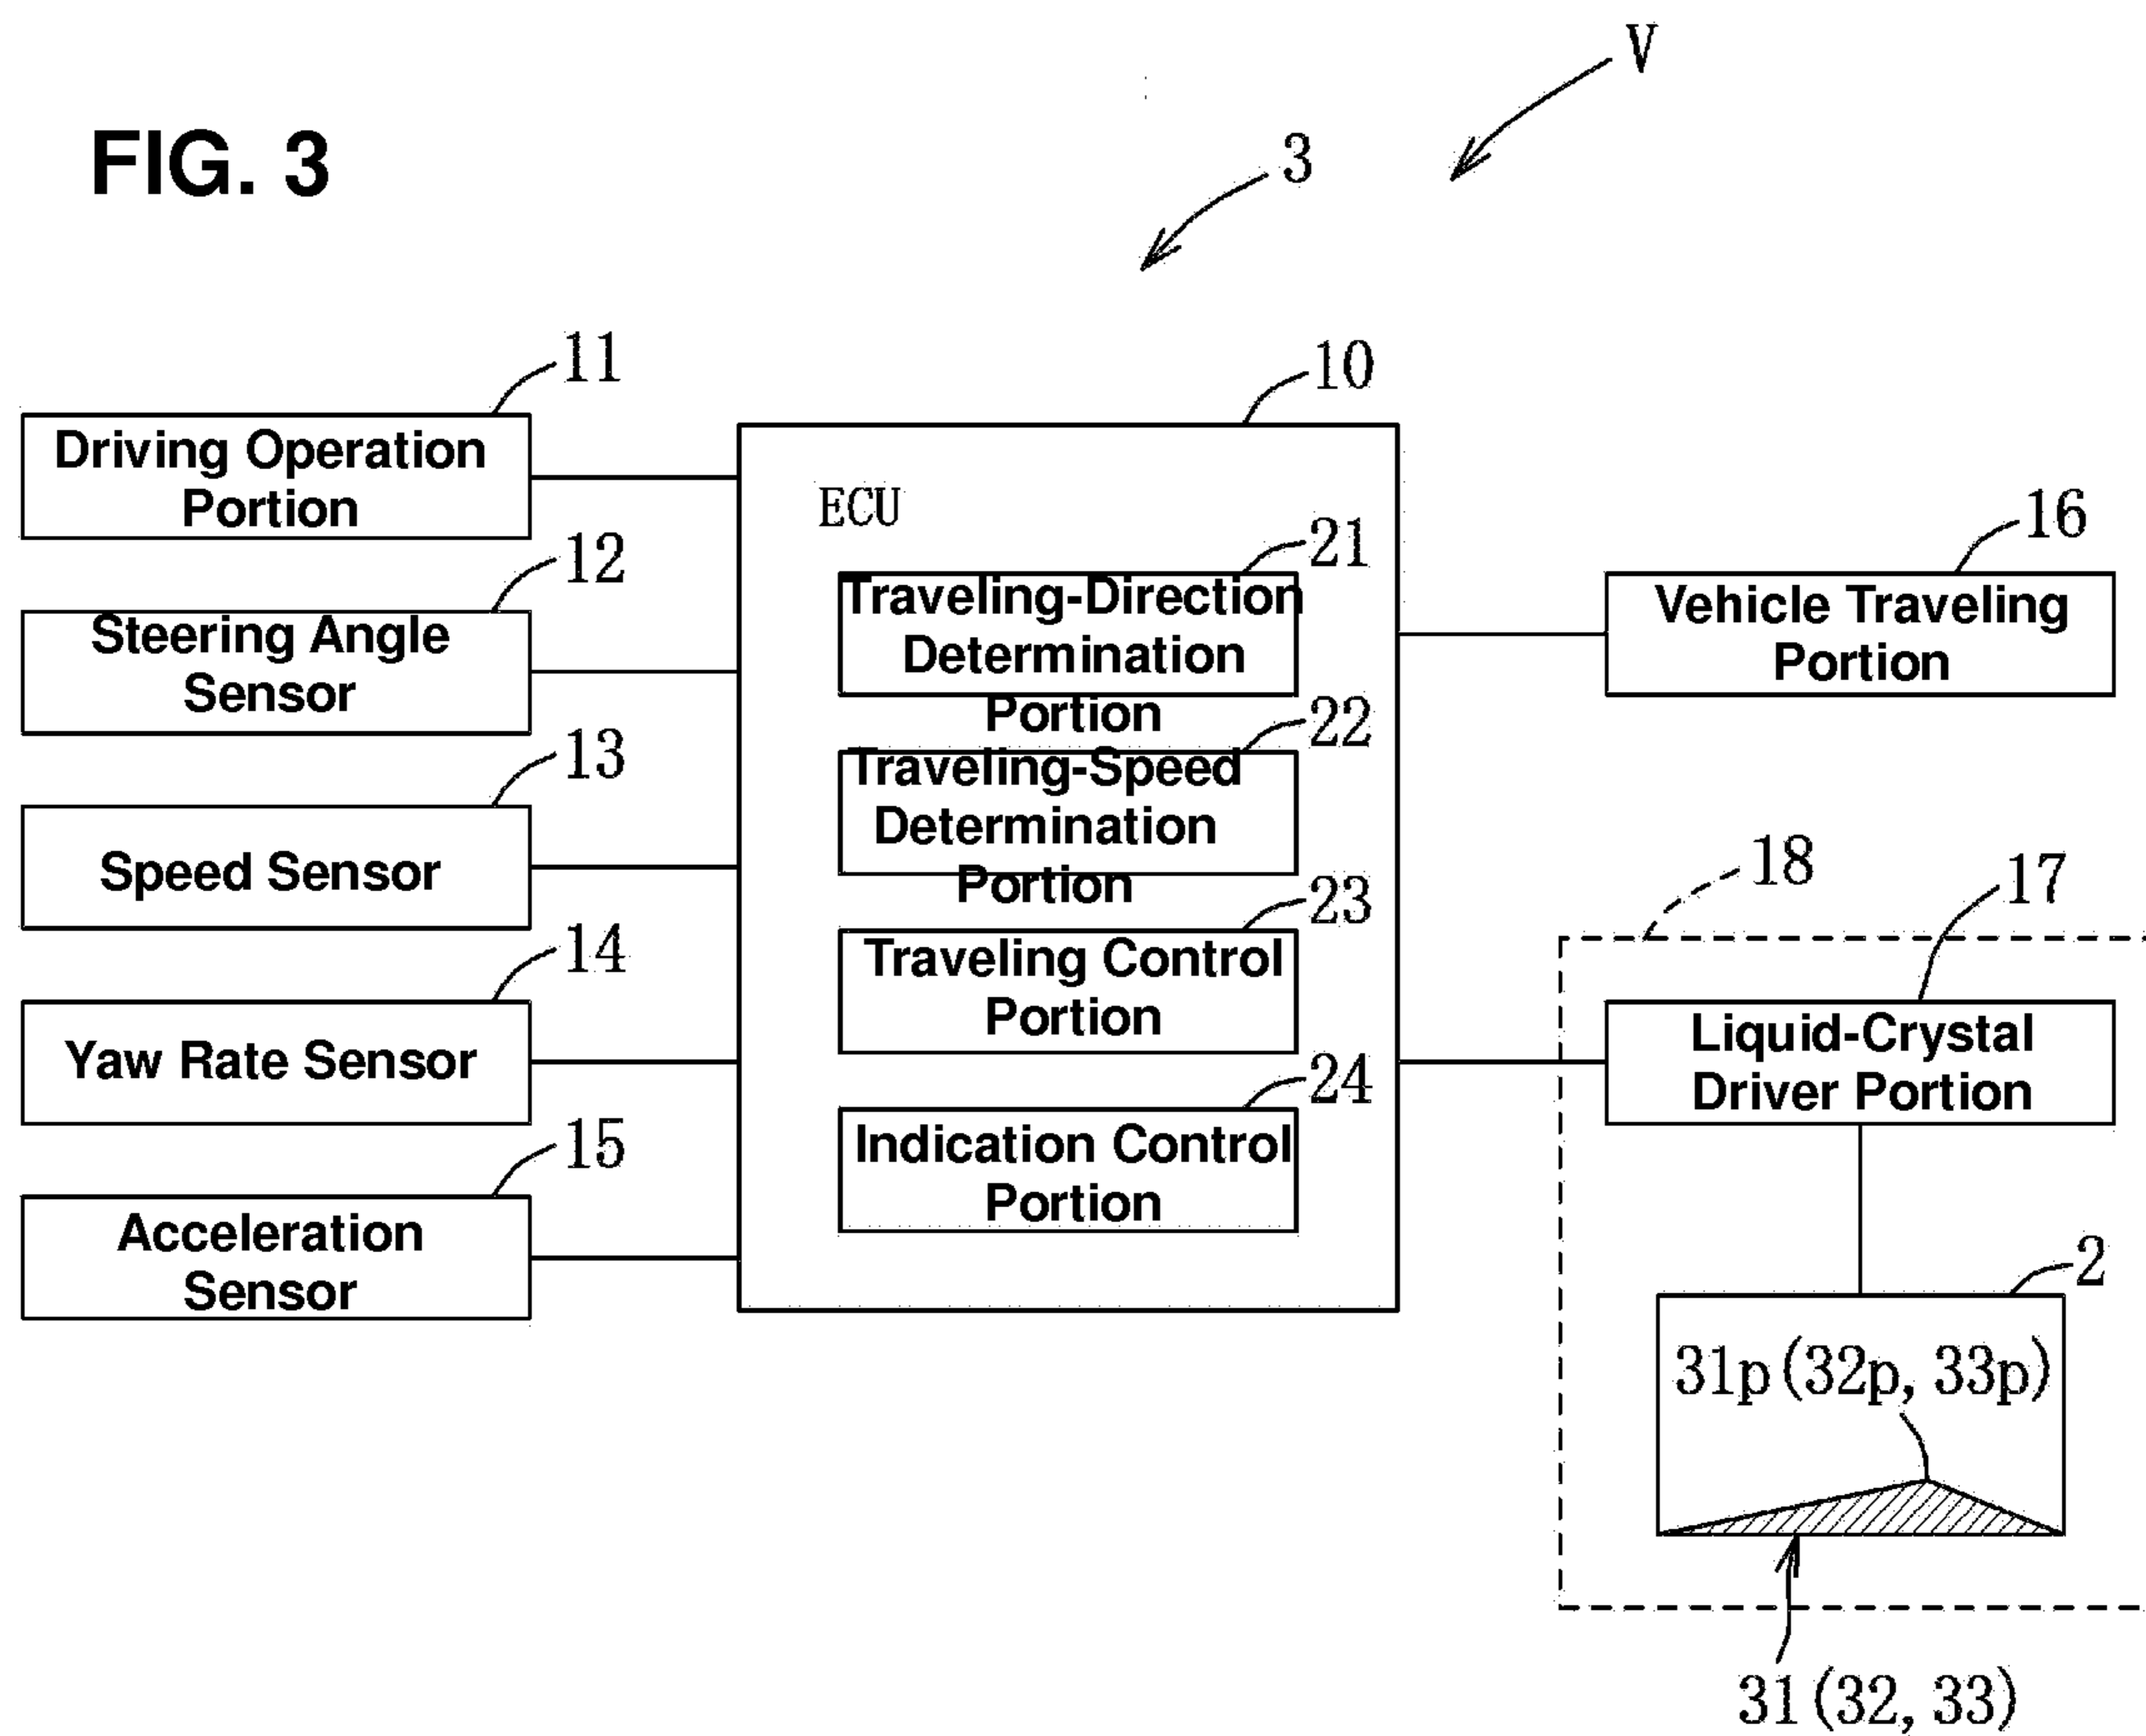 V
FIG. 3
3
11
10
Driving Operation
Portion
ECU
12
21
16
Steering Angle
Sensor
Traveling-Direction
Determination
Portion
Vehicle Traveling
Portion
13
22
Speed Sensor
Traveling-Speed
Determination
Portion
18
17
14
23
Yaw Rate Sensor
Traveling Control
Portion
Liquid-Crystal
Driver Portion
15
24
Acceleration
Sensor
Indication Control
Portion
2
31p(32p, 33p)
31(32, 33)